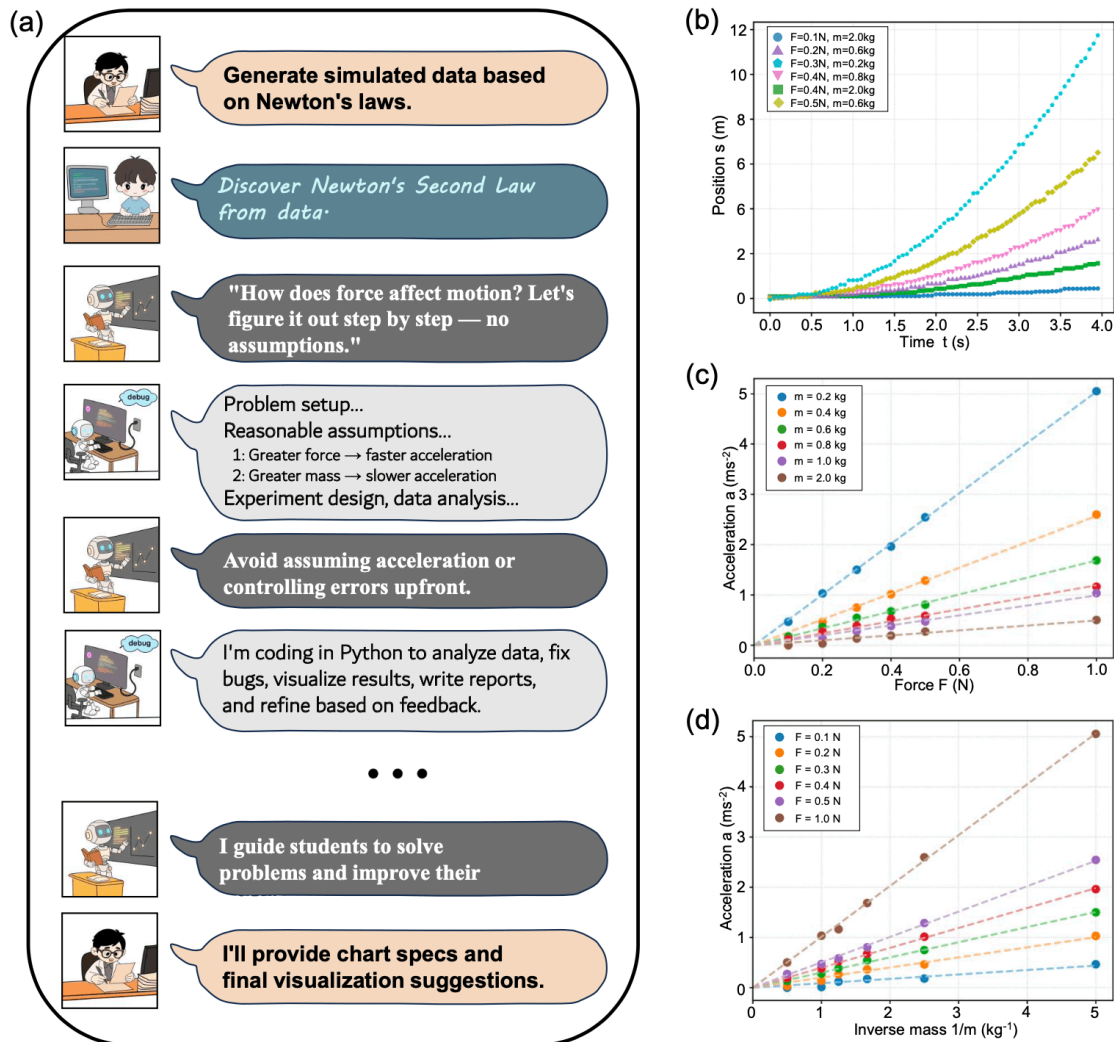 (a)
Generate simulated data based
on Newton's laws.
Discover Newton's Second Law
from data.
"How does force affect motion? Let's
figure it out step by step — no
assumptions."
debug
Problem setup...
Reasonable assumptions...
1: Greater force → faster acceleration
2: Greater mass → slower acceleration
Experiment design, data analysis...
Avoid assuming acceleration or
controlling errors upfront.
debug
I'm coding in Python to analyze data, fix
bugs, visualize results, write reports,
and refine based on feedback.
• • •
I guide students to solve
problems and improve their
I'll provide chart specs and
final visualization suggestions.
(b)
F=0.1N, m=2.0kg
F=0.2N, m=0.6kg
F=0.3N, m=0.2kg
F=0.4N, m=0.8kg
F=0.4N, m=2.0kg
F=0.5N, m=0.6kg
Position s (m)
12
10
6
2
0
0.0 0.5 1.0 1.5 2.0 2.5 3.0 3.5 4.0
Time t (s)
(c)
m = 0.2 kg
m = 0.4 kg
m = 0.6 kg
m = 0.8 kg
m = 1.0 kg
m = 2.0 kg
Acceleration a (ms⁻²)
5
1
0
0.0 0.2 0.4 0.6 0.8 1.0
Force F (N)
(d)
F = 0.1 N
F = 0.2 N
F = 0.3 N
F = 0.4 N
F = 0.5 N
F = 1.0 N
Acceleration a (ms⁻²)
5
2
1
0
0 1 2 3 4 5
Inverse mass 1/m (kg⁻¹)